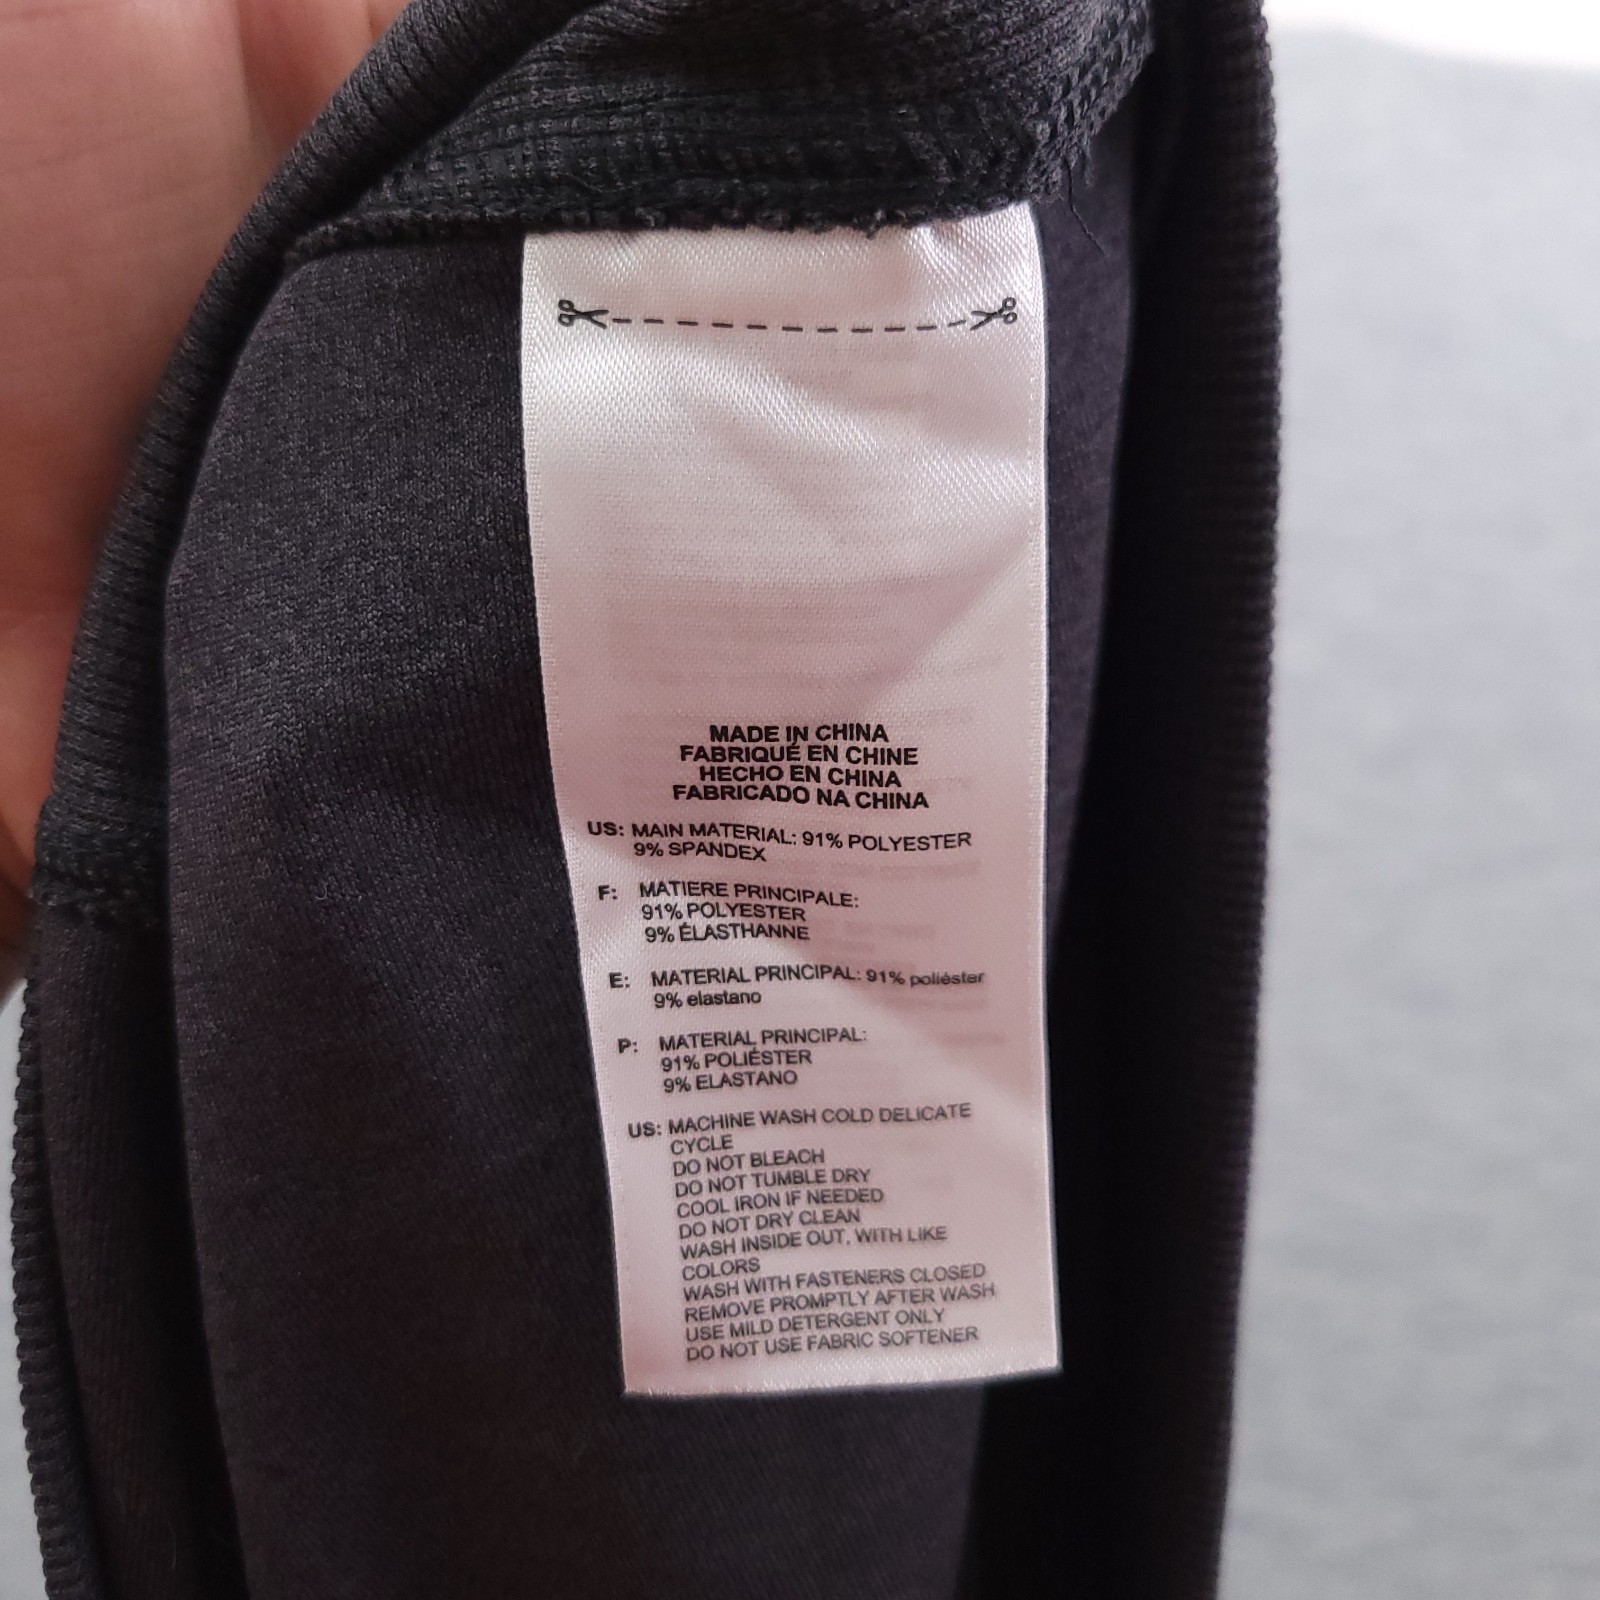 MADE IN CHINA
FABRIQUÉ EN CHINE
HECHO EN CHINA
FABRICADO NA CHINA
US: MAIN MATERIAL: 91% POLYESTER
9% SPANDEX
F: MATIERE PRINCIPALE:
91% POLYESTER
9% ÉLASTHANNE
E: MATERIAL PRINCIPAL: 91% poliéster
9% elastano
P: MATERIAL PRINCIPAL:
91% POLIÉSTER
9% ELASTANO
US: MACHINE WASH COLD DELICATE
CYCLE
DO NOT BLEACH
DO NOT TUMBLE DRY
COOL IRON IF NEEDED
DO NOT DRY CLEAN
WASH INSIDE OUT, WITH LIKE
COLORS
WASH WITH FASTENERS CLOSED
REMOVE PROMPTLY AFTER WASH
USE MILD DETERGENT ONLY
DO NOT USE FABRIC SOFTENER